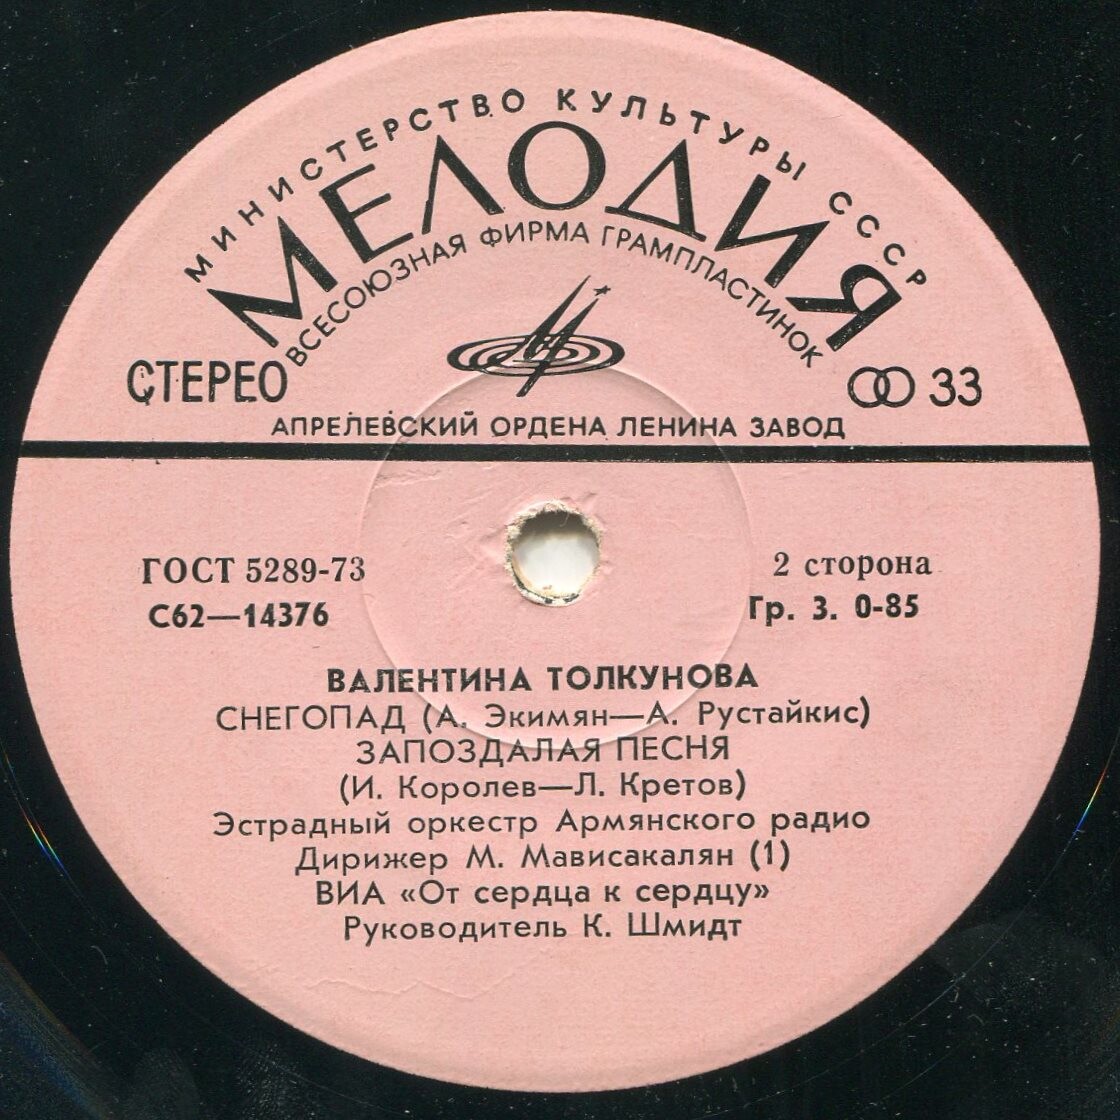 МИНИСТЕРСТВО КУЛЬТУРЫ СССР
МЕЛОДИЯ
ВСЕСОЮЗНАЯ ФИРМА ГРАМПЛАСТИНОК
СТЕРЕО
33
АПРЕЛЕВСКИЙ ОРДЕНА ЛЕНИНА ЗАВОД
ГОСТ 5289-73
2 сторона
С62—14376
Гр. 3. 0-85
ВАЛЕНТИНА ТОЛКУНОВА
СНЕГОПАД (А. Экимян—А. Рустайкис)
ЗАПОЗДАЛАЯ ПЕСНЯ
(И. Королев—Л. Кретов)
Эстрадный оркестр Армянского радио
Дирижер М. Мависакалян (1)
ВИА «От сердца к сердцу»
Руководитель К. Шмидт